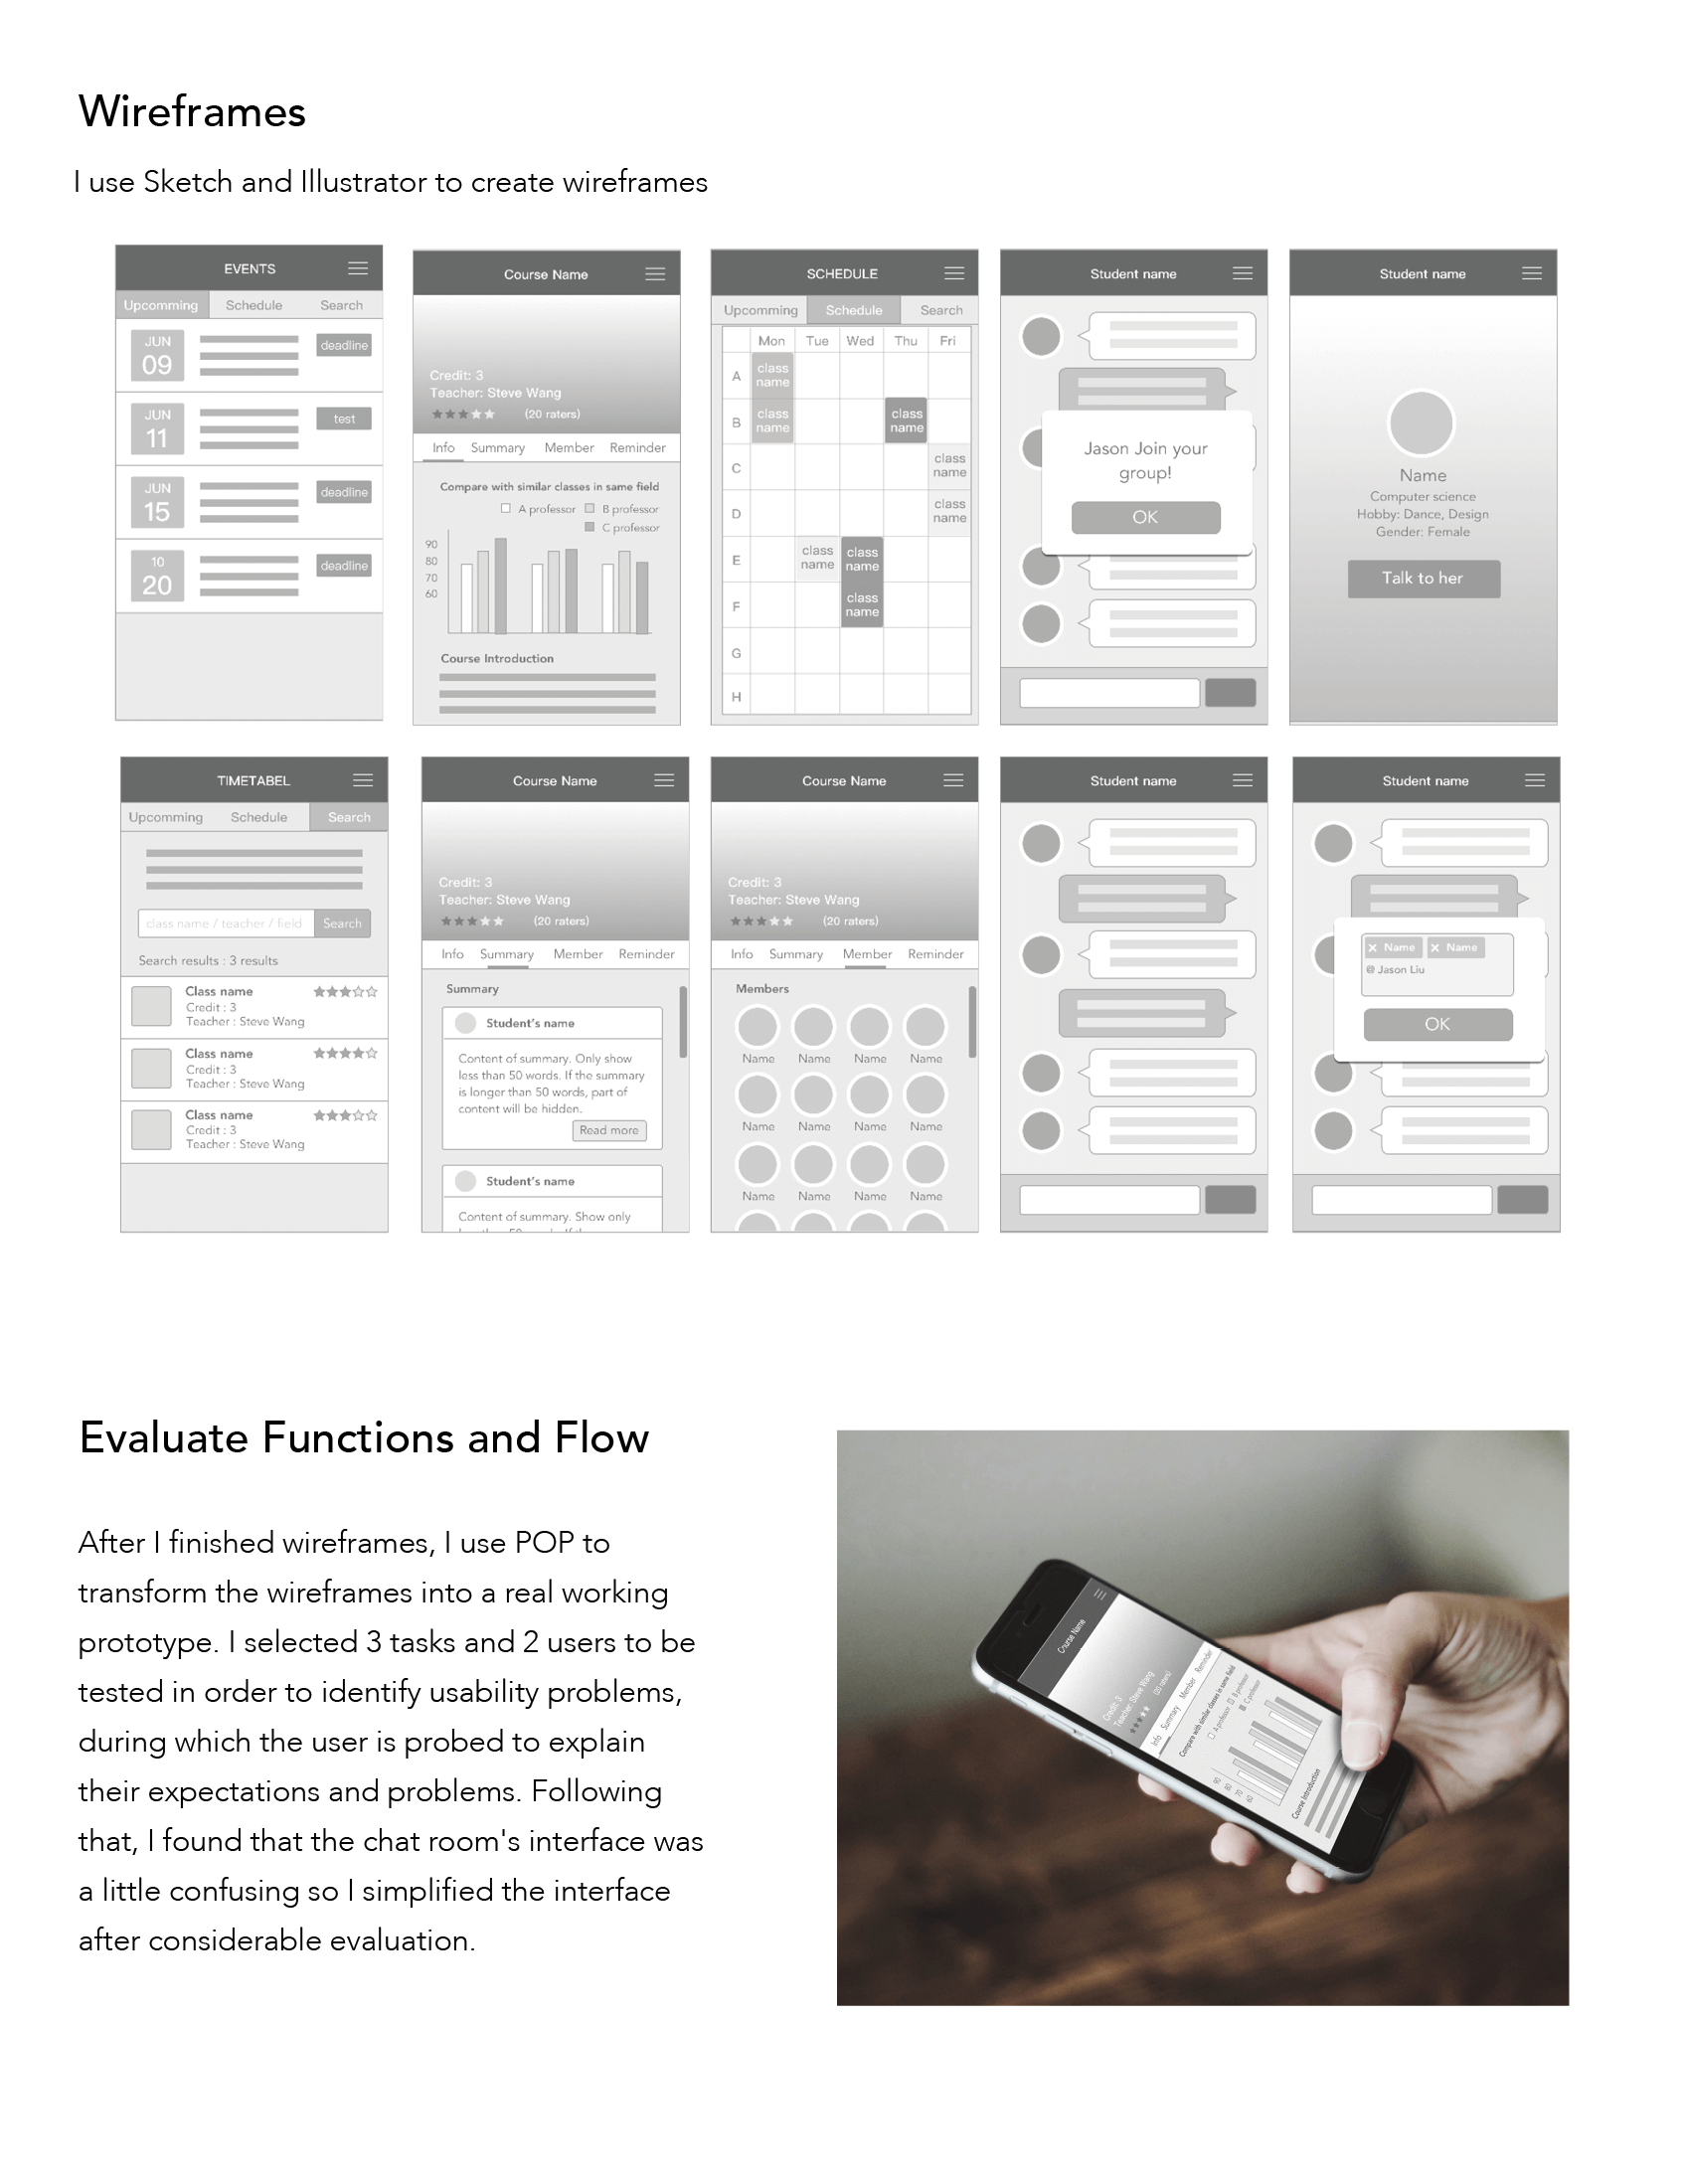 Wireframes
I use Sketch and Illustrator to create wireframes
EVENTS
Upcomming Schedule Search
JUN
09
deadline
JUN
11
test
JUN
15
deadline
10
20
deadline
Course Name
Credit: 3
Teacher: Steve Wang
(20 raters)
Info Summary Member Reminder
Compare with similar classes in same field
A professor B professor
C professor
90
80
70
60
Course Introduction
SCHEDULE
Upcomming Schedule Search
Mon Tue Wed Thu Fri
A class name
B class name class name
C class name
D class name
E class name class name
F class name
G
H
Student name
Jason Join your
group!
OK
Student name
Name
Computer science
Hobby: Dance, Design
Gender: Female
Talk to her
TIMETABEL
Upcomming Schedule Search
class name / teacher / field Search
Search results : 3 results
Class name
Credit : 3
Teacher : Steve Wang
Class name
Credit : 3
Teacher : Steve Wang
Class name
Credit : 3
Teacher : Steve Wang
Course Name
Credit: 3
Teacher: Steve Wang
(20 raters)
Info Summary Member Reminder
Summary
Student's name
Content of summary. Only show
less than 50 words. If the summary
is longer than 50 words, part of
content will be hidden.
Read more
Student's name
Content of summary. Show only
Course Name
Credit: 3
Teacher: Steve Wang
(20 raters)
Info Summary Member Reminder
Members
Name Name Name Name
Name Name Name Name
Name Name Name Name
Student name
Student name
× Name × Name
@ Jason Liu
OK
Evaluate Functions and Flow
After I finished wireframes, I use POP to
transform the wireframes into a real working
prototype. I selected 3 tasks and 2 users to be
tested in order to identify usability problems,
during which the user is probed to explain
their expectations and problems. Following
that, I found that the chat room's interface was
a little confusing so I simplified the interface
after considerable evaluation.
Course Name
Credit: 3
Teacher: Steve Wang
(20 raters)
Info Summary Member Reminder
Compare with similar classes in same field
A professor B professor
C professor
90
80
70
60
Course Introduction